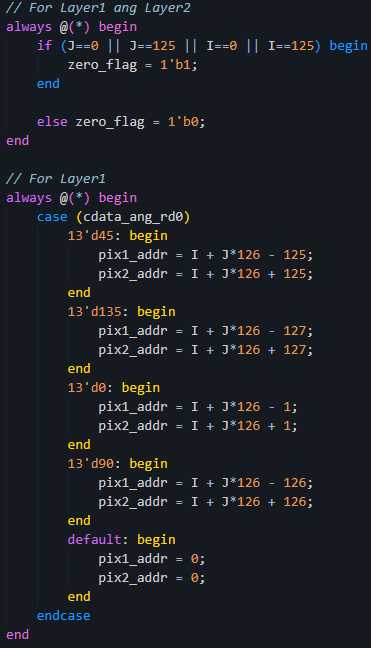 // For Layer1 ang Layer2
always @(*) begin
    if (J==0 || J==125 || I==0 || I==125) begin
        zero_flag = 1'b1;
    end

    else zero_flag = 1'b0;
end

// For Layer1
always @(*) begin
    case (cdata_ang_rd0)
        13'd45: begin
            pix1_addr = I + J*126 - 125;
            pix2_addr = I + J*126 + 125;
        end
        13'd135: begin
            pix1_addr = I + J*126 - 127;
            pix2_addr = I + J*126 + 127;
        end
        13'd0: begin
            pix1_addr = I + J*126 - 1;
            pix2_addr = I + J*126 + 1;
        end
        13'd90: begin
            pix1_addr = I + J*126 - 126;
            pix2_addr = I + J*126 + 126;
        end
        default: begin
            pix1_addr = 0;
            pix2_addr = 0;
        end
    endcase
end